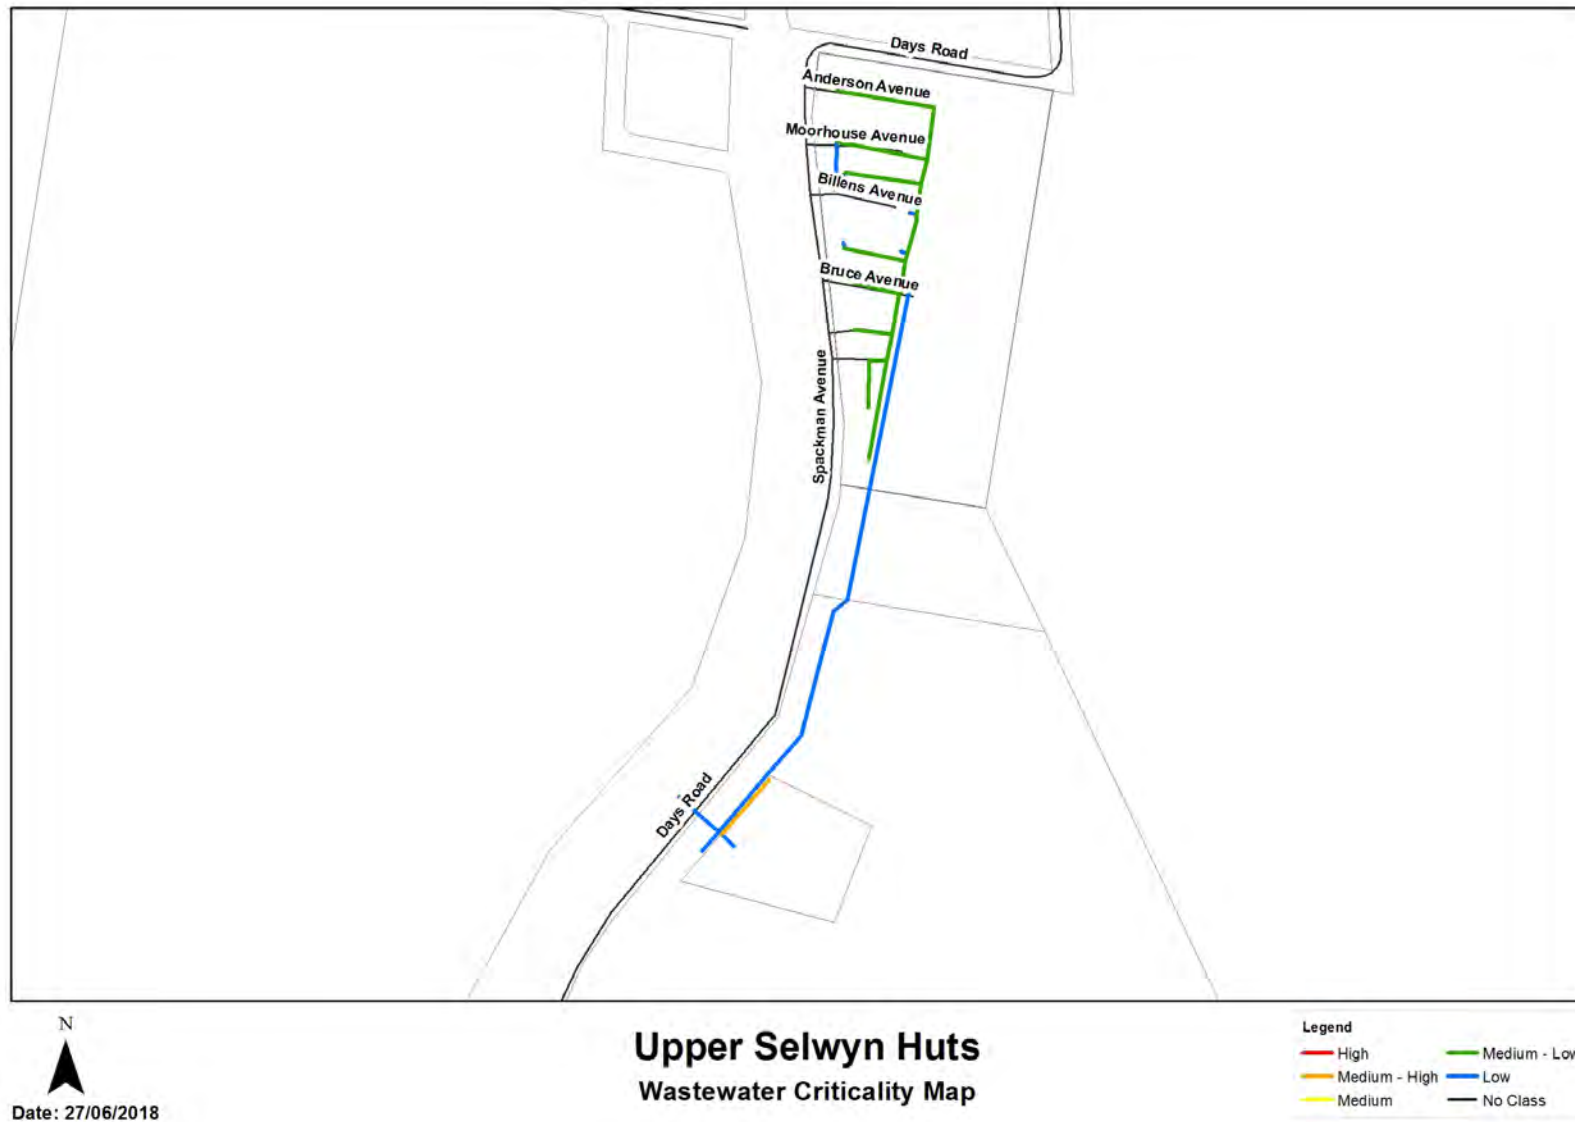 Days Road
Anderson Avenue
Moorhouse Avenue
Billens Avenue
Bruce Avenue
Spackman Avenue
Days Road
N
Date: 27/06/2018
Upper Selwyn Huts
Wastewater Criticality Map
Legend
High
Medium - High
Medium
Medium - Low
Low
No Class